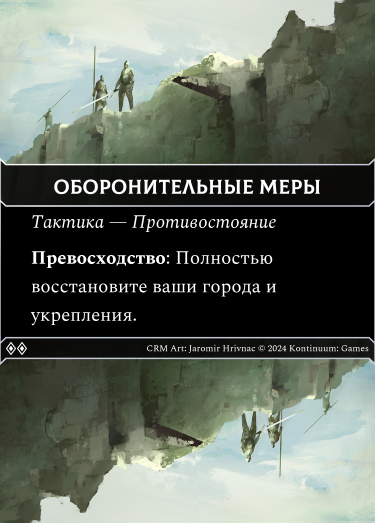 ОБОРОНИТЕЛЬНЫЕ МЕРЫ
Тактика — Противостояние
Превосходство: Полностью
восстановите ваши города и
укрепления.
CRM Art: Jaromir Hrivnac © 2024 Kontinuum: Games